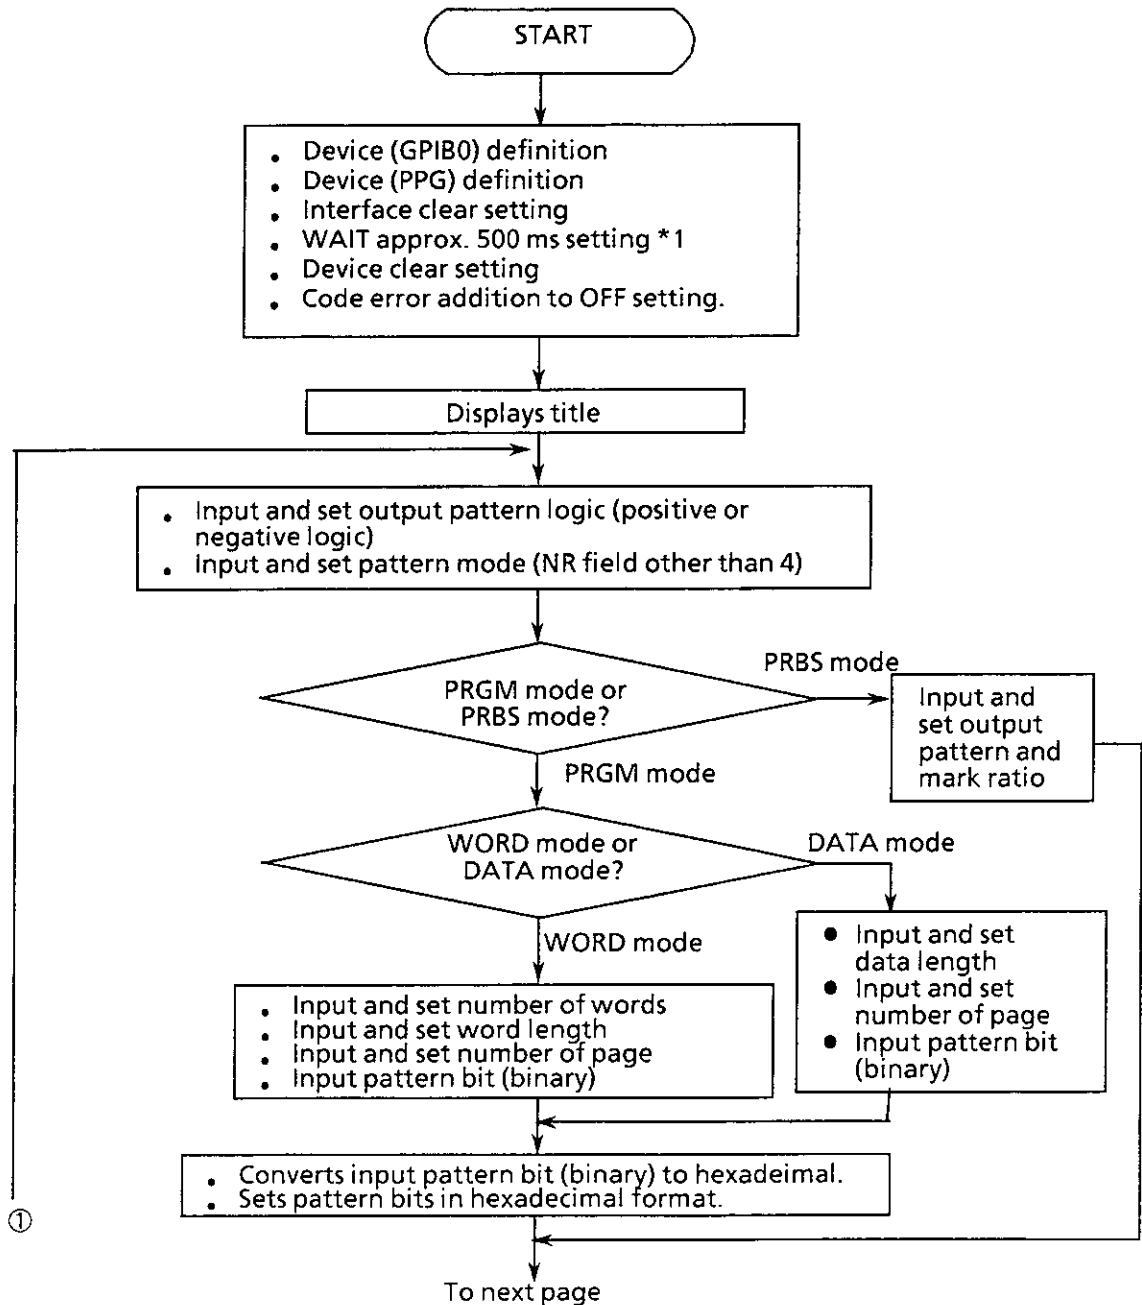 START
• Device (GPIB0) definition
• Device (PPG) definition
• Interface clear setting
• WAIT approx. 500 ms setting *1
• Device clear setting
• Code error addition to OFF setting.
Displays title
• Input and set output pattern logic (positive or
negative logic)
• Input and set pattern mode (NR field other than 4)
PRGM mode or
PRBS mode?
PRBS mode
Input and
set output
pattern and
mark ratio
PRGM mode
WORD mode or
DATA mode?
DATA mode
● Input and set
data length
● Input and set
number of page
● Input pattern bit
(binary)
WORD mode
• Input and set number of words
• Input and set word length
• Input and set number of page
• Input pattern bit (binary)
• Converts input pattern bit (binary) to hexadeimal.
• Sets pattern bits in hexadecimal format.
①
To next page